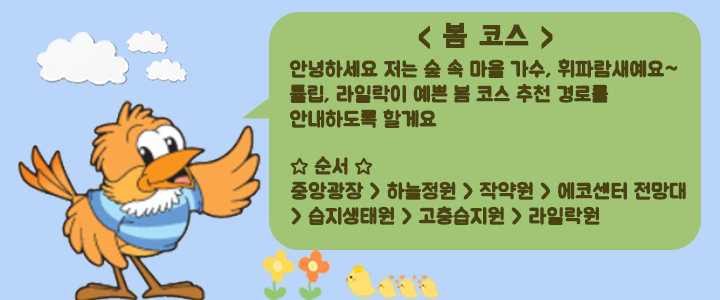 < 봄 코스 >
안녕하세요 저는 숲 속 마을 가수, 휘파람새예요~
튤립, 라일락이 예쁜 봄 코스 추천 경로를
안내하도록 할게요
☆ 순서 ☆
중앙광장 > 하늘정원 > 작약원 > 에코센터 전망대
> 습지생태원 > 고층습지원 > 라일락원